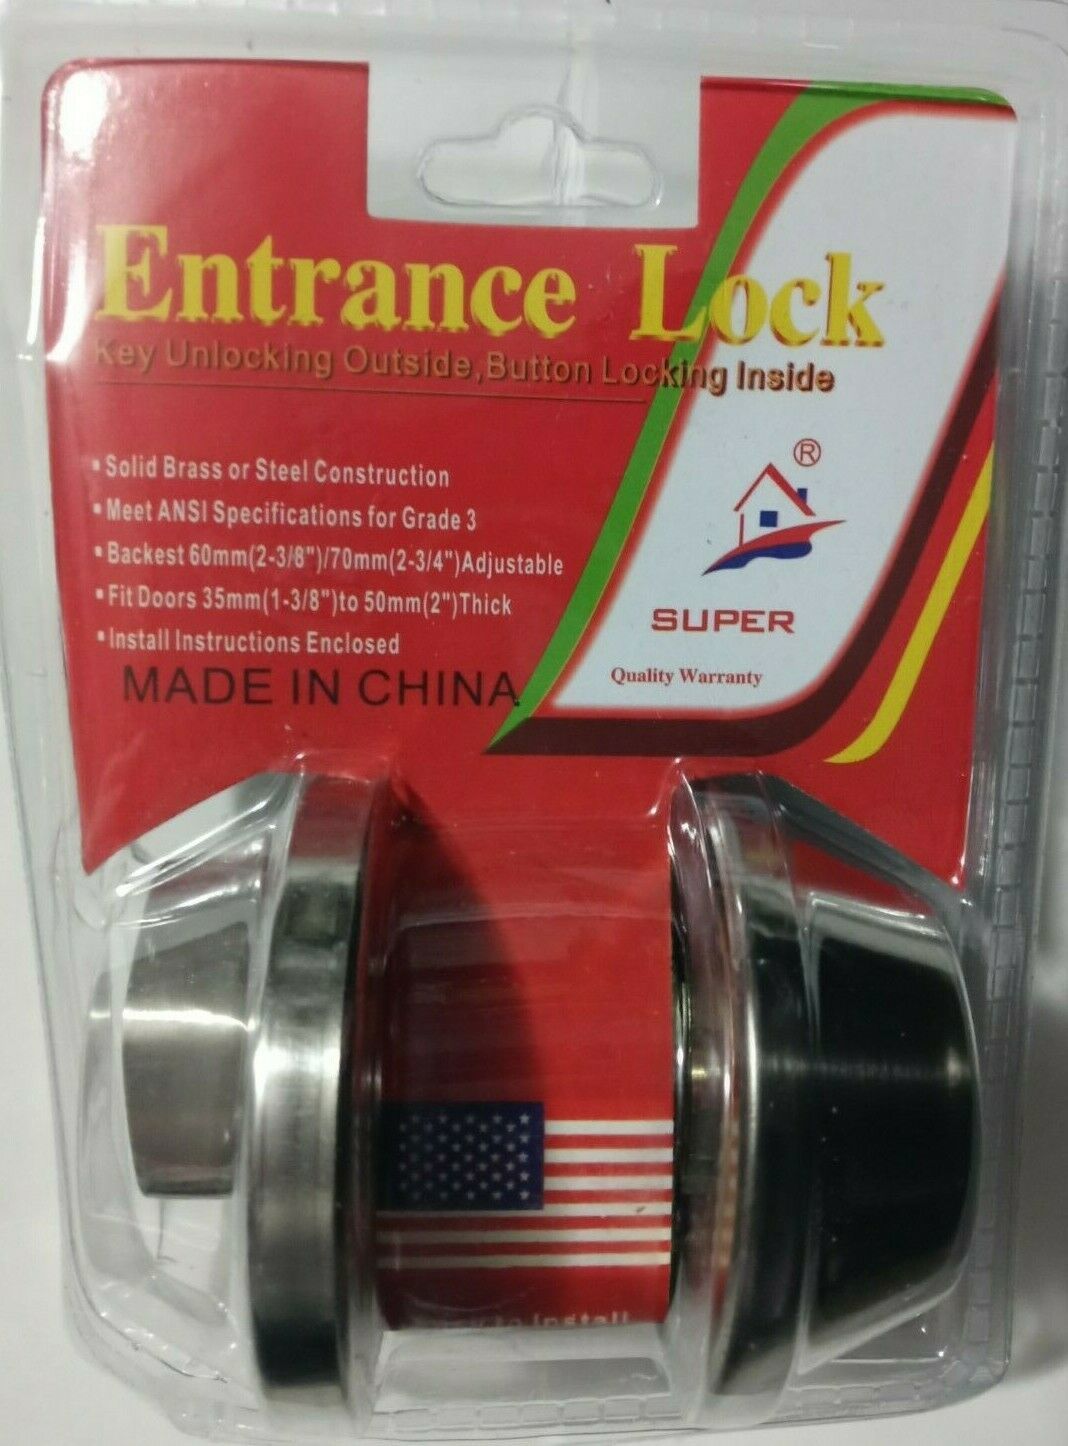 Entrance Lock
Key Unlocking Outside,Button Locking Inside
▪Solid Brass or Steel Construction
▪Meet ANSI Specifications for Grade 3
▪Backest 60mm(2-3/8")/70mm(2-3/4")Adjustable
▪Fit Doors 35mm(1-3/8")to 50mm(2")Thick
▪Install Instructions Enclosed
MADE IN CHINA
®
SUPER
Quality Warranty
to install